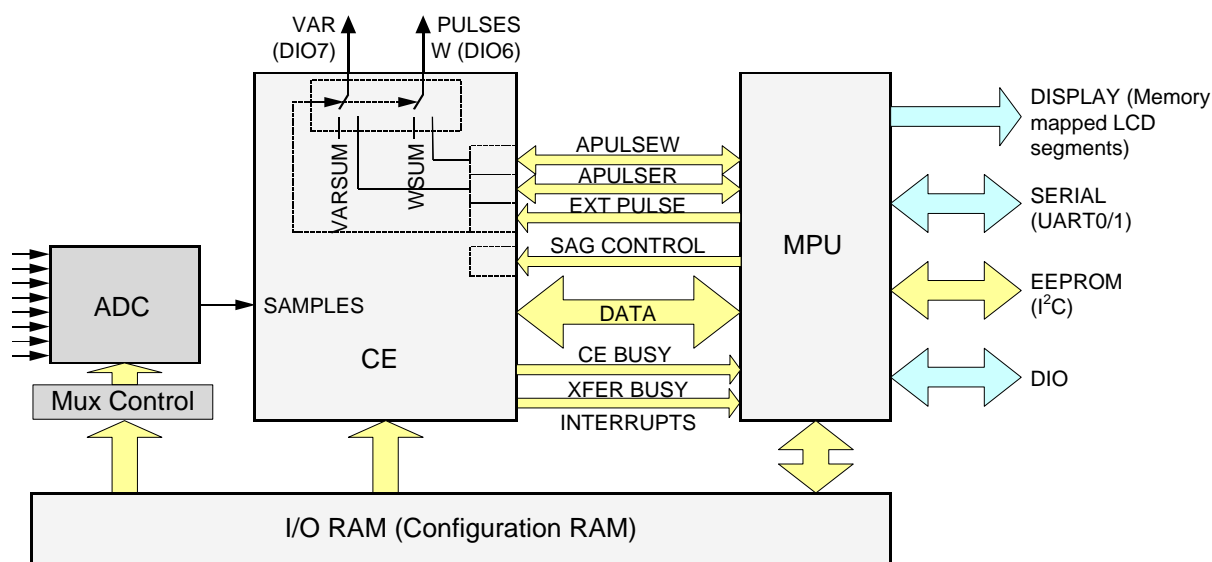 VAR
(DIO7)
PULSES
W (DIO6)
VARSUM
WSUM
APULSEW
APULSER
EXT PULSE
SAG CONTROL
DATA
CE BUSY
XFER BUSY
INTERRUPTS
ADC
SAMPLES
CE
Mux Control
MPU
DISPLAY (Memory
mapped LCD
segments)
SERIAL
(UART0/1)
EEPROM
(I²C)
DIO
I/O RAM (Configuration RAM)